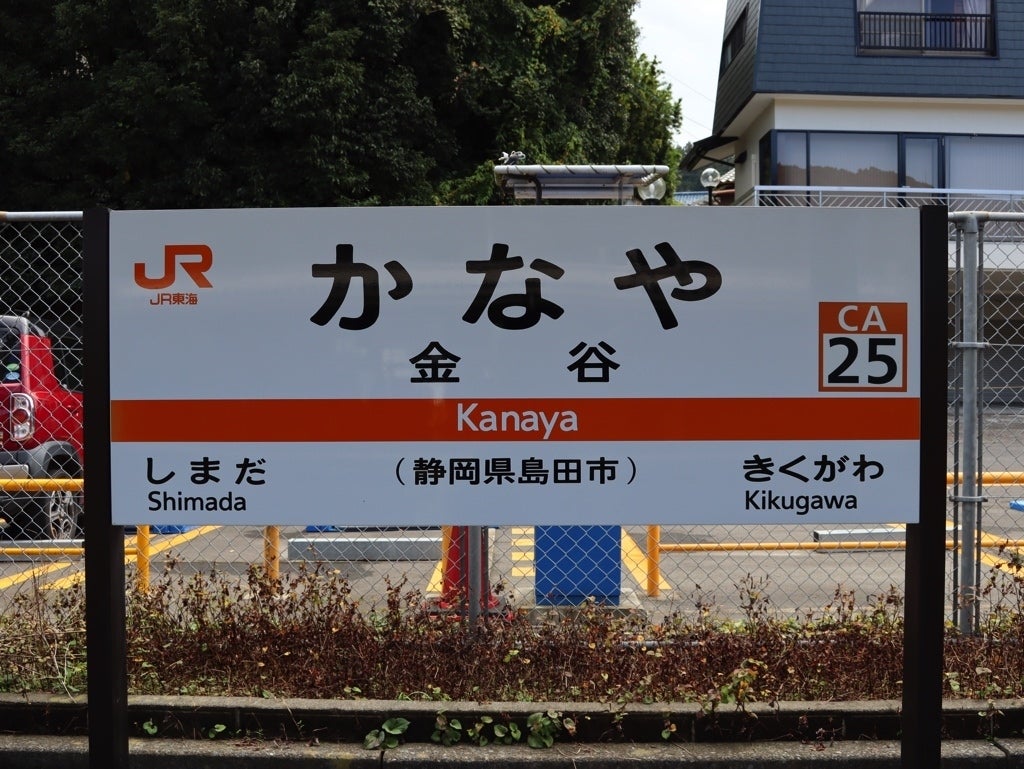 JR
JR東海
かなや
金谷
CA
25
Kanaya
しまだ
Shimada
（静岡県島田市）
きくがわ
Kikugawa